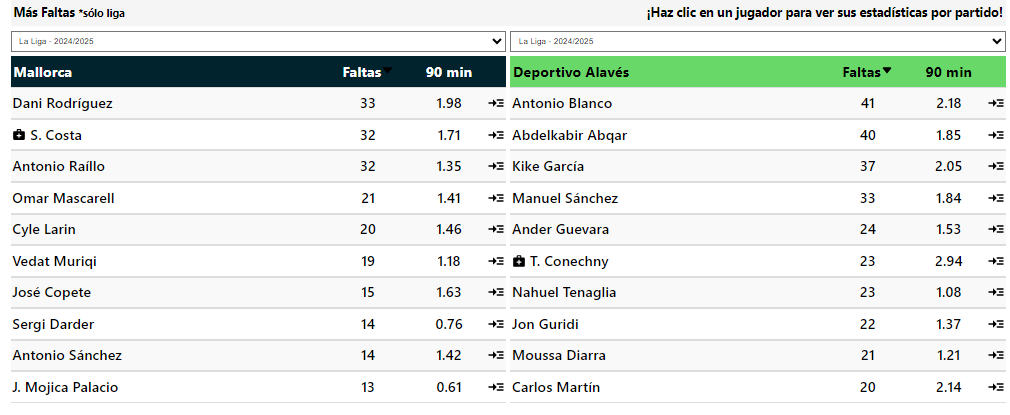 Más Faltas *sólo liga ¡Haz clic en un jugador para ver sus estadísticas por partido!
La Liga - 2024/2025 La Liga - 2024/2025
Mallorca Faltas 90 min Deportivo Alavés Faltas 90 min
Dani Rodríguez 33 1.98 Antonio Blanco 41 2.18
S. Costa 32 1.71 Abdelkabir Abqar 40 1.85
Antonio Raíllo 32 1.35 Kike García 37 2.05
Omar Mascarell 21 1.41 Manuel Sánchez 33 1.84
Cyle Larin 20 1.46 Ander Guevara 24 1.53
Vedat Muriqi 19 1.18 T. Conechny 23 2.94
José Copete 15 1.63 Nahuel Tenaglia 23 1.08
Sergi Darder 14 0.76 Jon Guridi 22 1.37
Antonio Sánchez 14 1.42 Moussa Diarra 21 1.21
J. Mojica Palacio 13 0.61 Carlos Martín 20 2.14